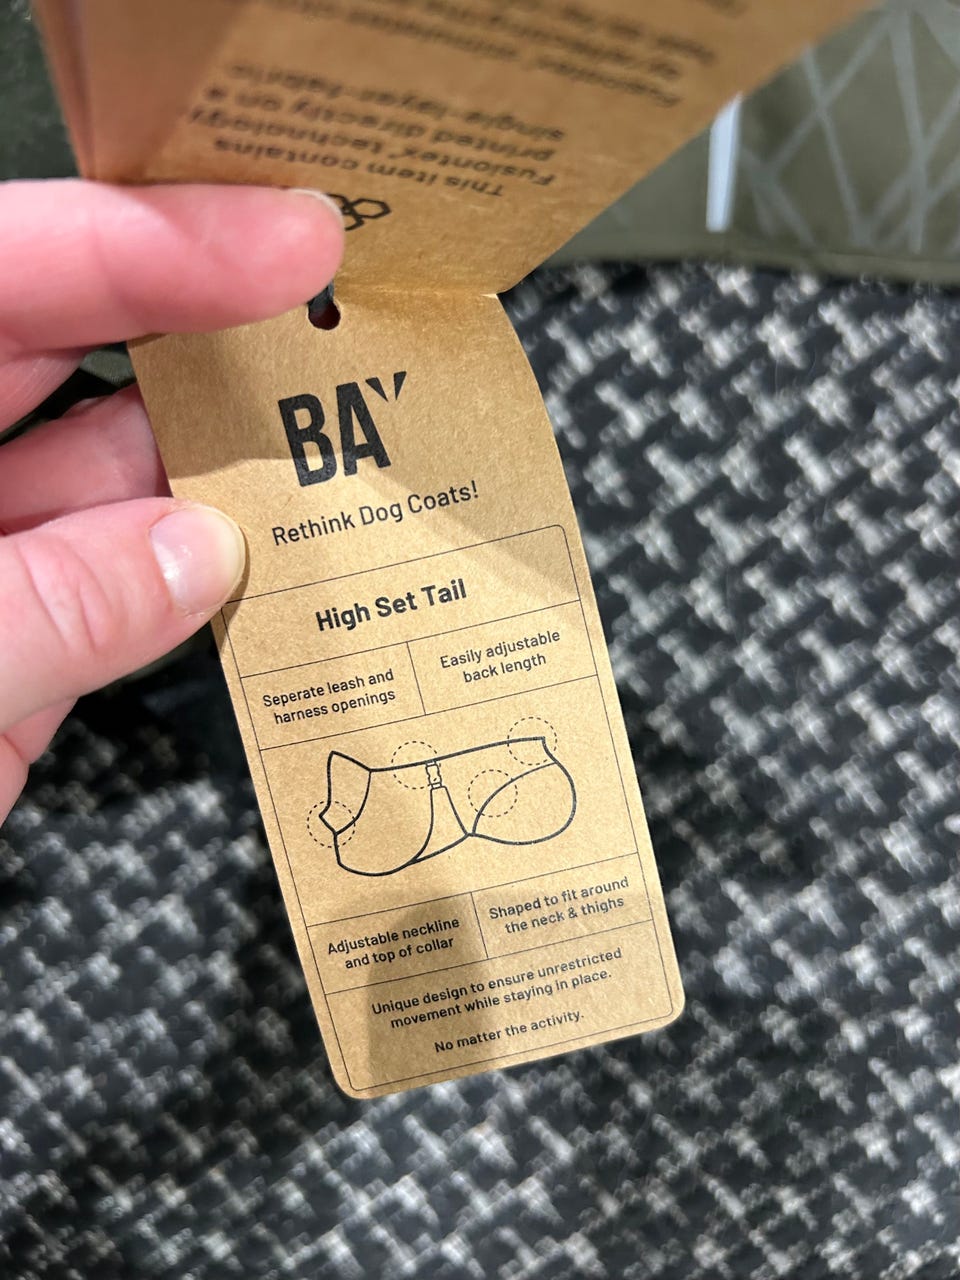 This item contains
Fusiontex® technology
printed directly on a
single-layer-fabric
BAY
Rethink Dog Coats!
High Set Tail
Seperate leash and
harness openings
Easily adjustable
back length
Adjustable neckline
and top of collar
Shaped to fit around
the neck & thighs
Unique design to ensure unrestricted
movement while staying in place.
No matter the activity.